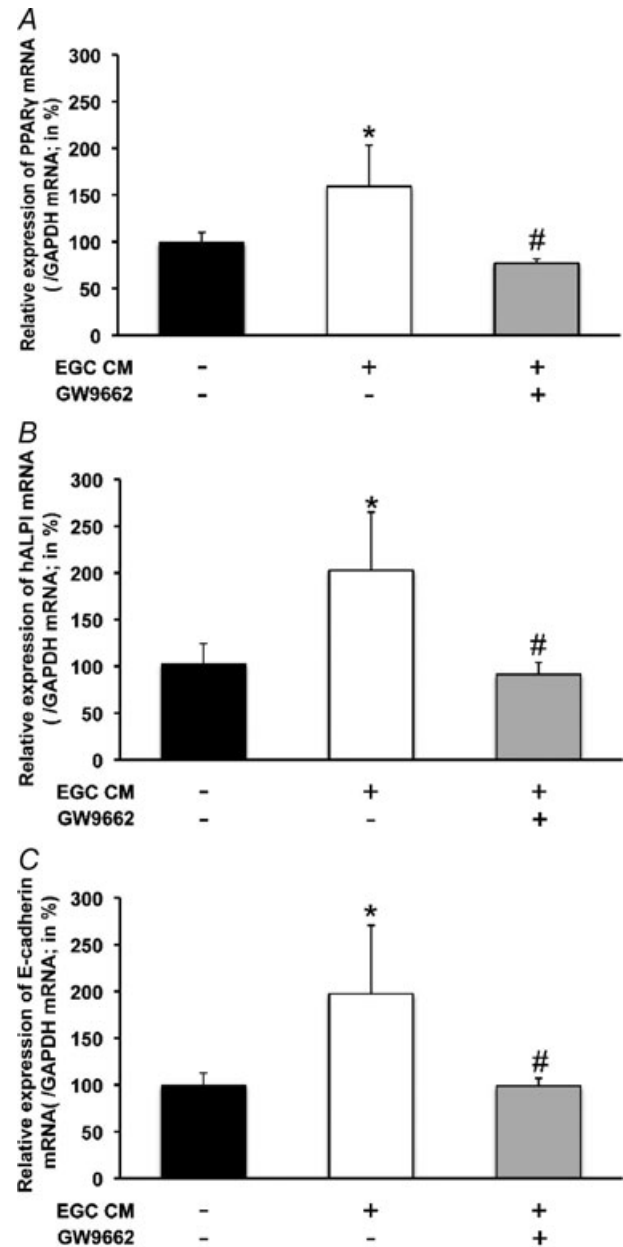 A
Relative expression of PPARγ mRNA
( /GAPDH mRNA; in %)
300
250
200
150
100
50
0
*
#
EGC CM - + +
GW9662 - - +
B
Relative expression of hALPI mRNA
( /GAPDH mRNA; in %)
300
250
200
150
100
50
0
*
#
EGC CM - + +
GW9662 - - +
C
Relative expression of E-cadherin
mRNA( /GAPDH mRNA; in %)
300
250
200
150
100
50
0
*
#
EGC CM - + +
GW9662 - - +